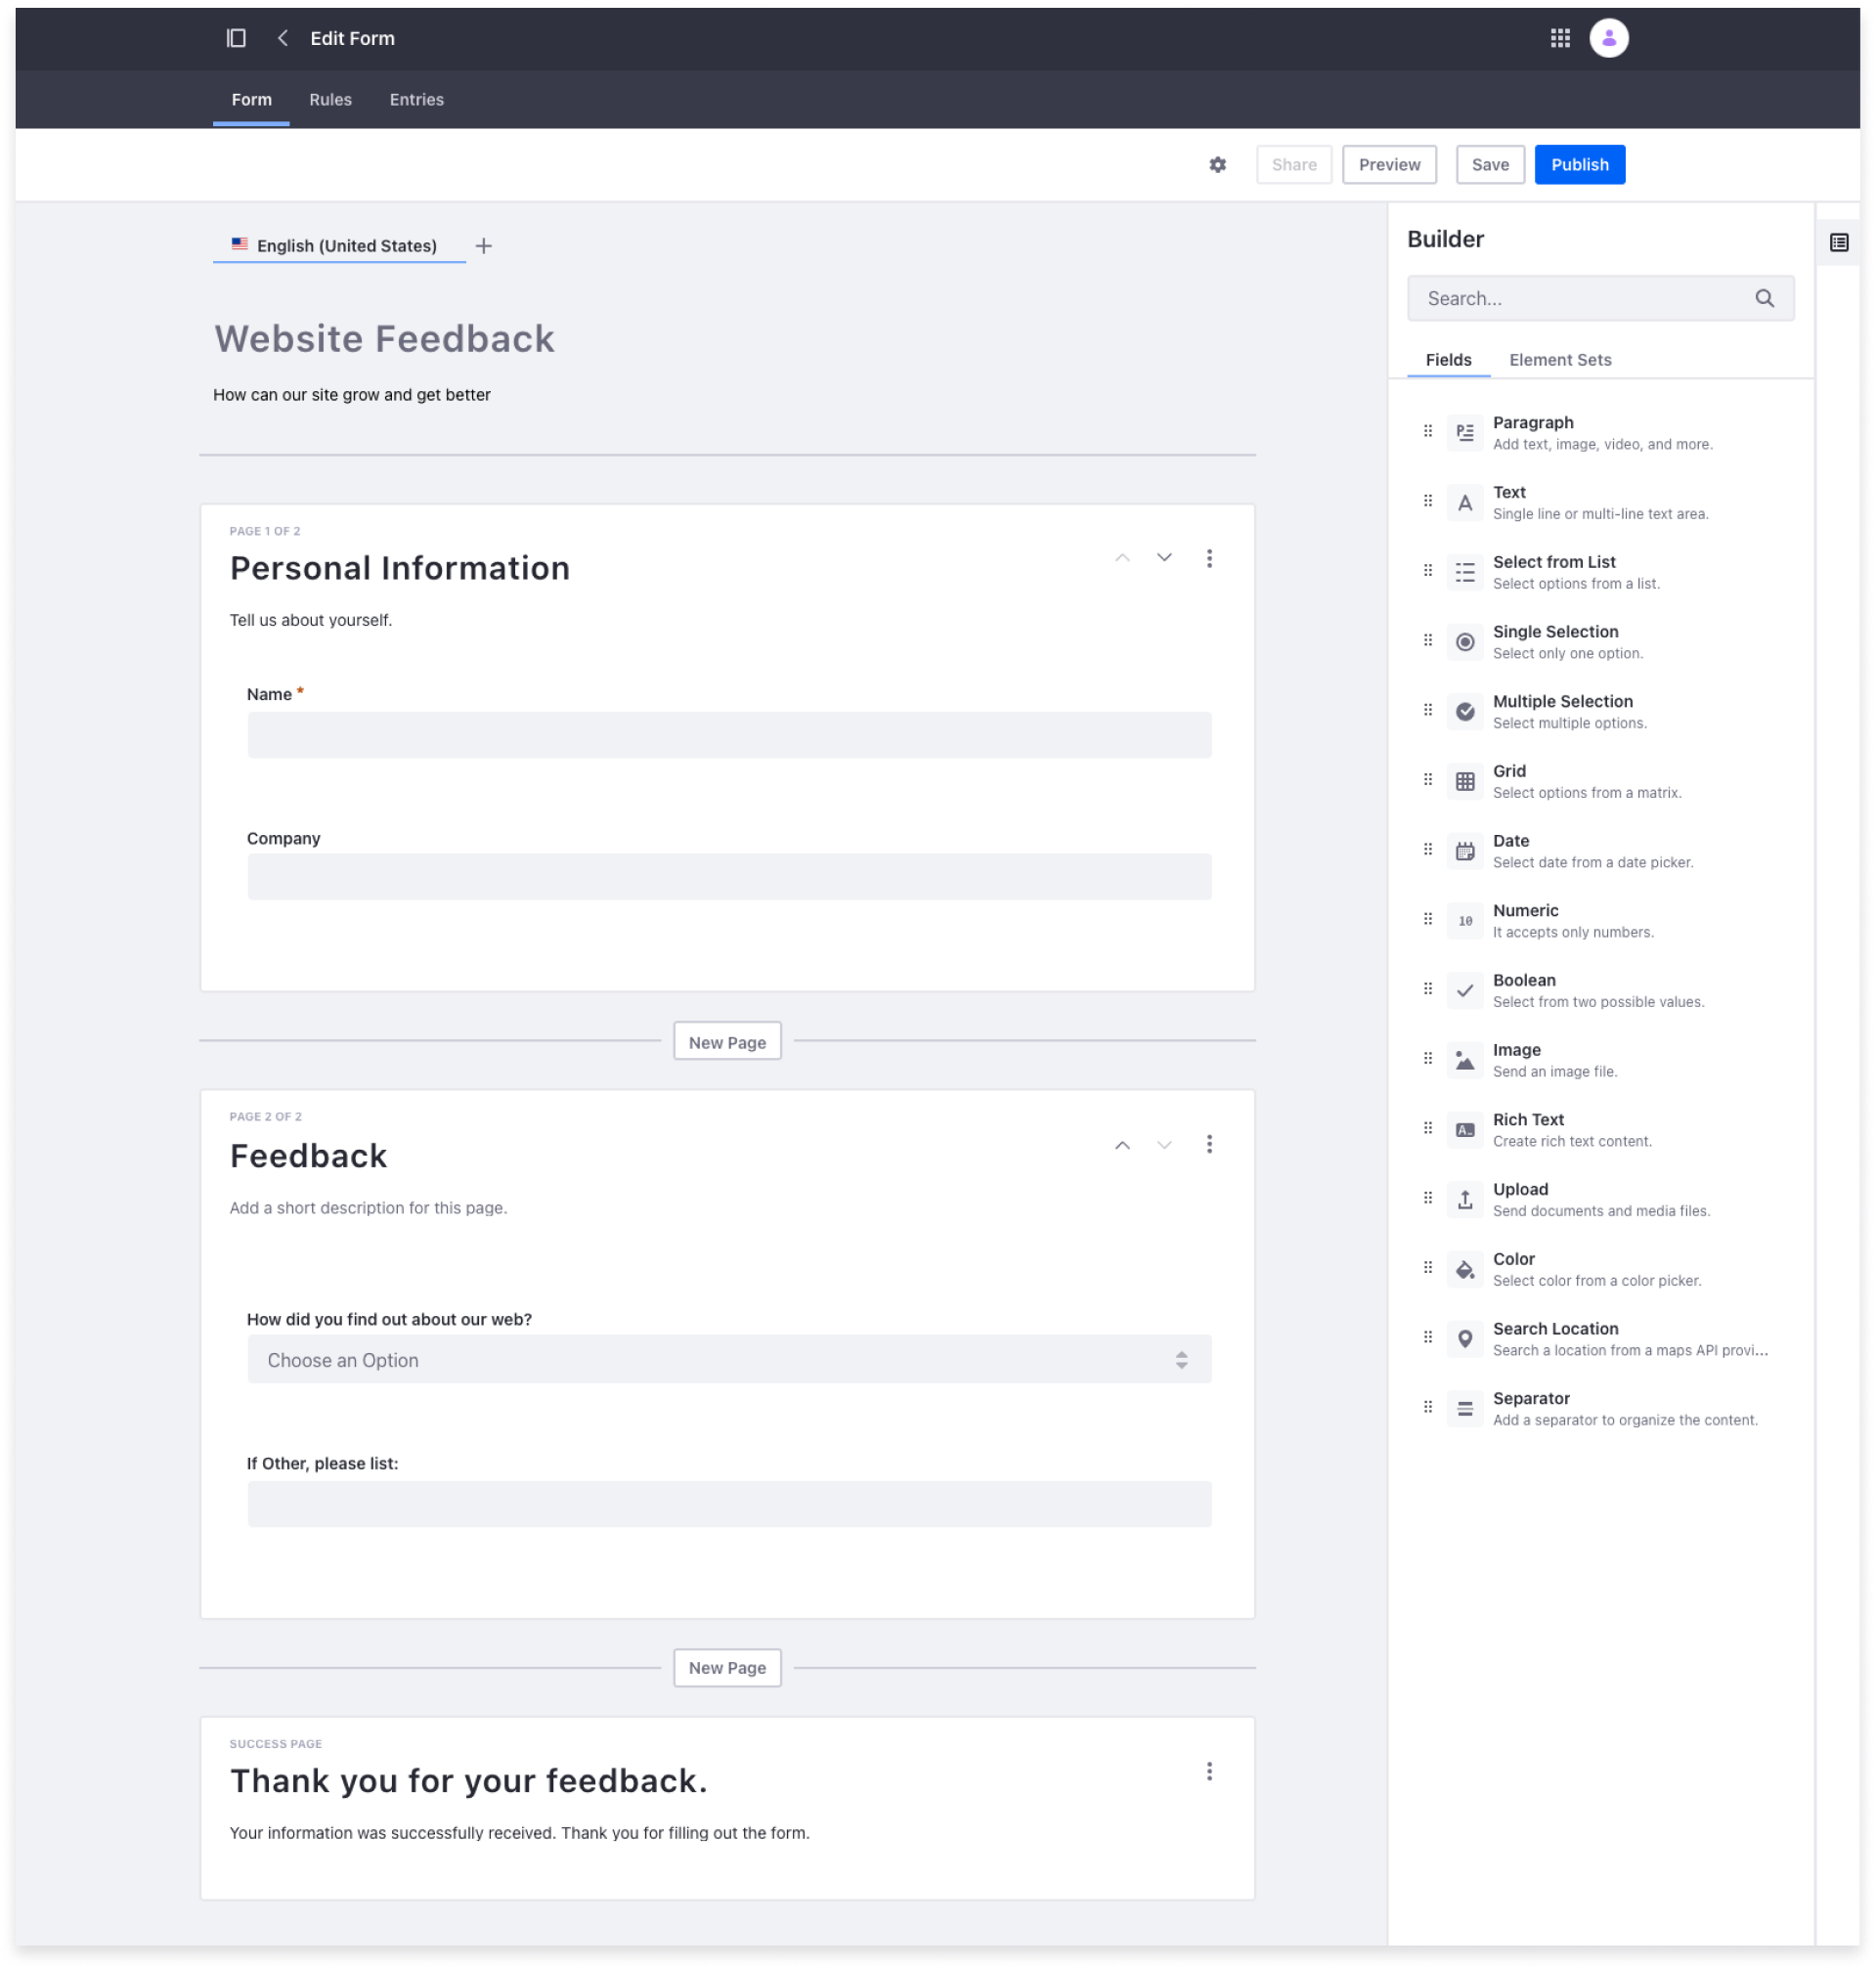 Edit Form
Form Rules Entries
Share Preview Save Publish
English (United States)
Website Feedback
How can our site grow and get better
PAGE 1 OF 2
Personal Information
Tell us about yourself.
Name *
Company
New Page
PAGE 2 OF 2
Feedback
Add a short description for this page.
How did you find out about our web?
Choose an Option
If Other, please list:
New Page
SUCCESS PAGE
Thank you for your feedback.
Your information was successfully received. Thank you for filling out the form.
Builder
Search...
Fields Element Sets
Paragraph
Add text, image, video, and more.
Text
Single line or multi-line text area.
Select from List
Select options from a list.
Single Selection
Select only one option.
Multiple Selection
Select multiple options.
Grid
Select options from a matrix.
Date
Select date from a date picker.
10
Numeric
It accepts only numbers.
Boolean
Select from two possible values.
Image
Send an image file.
Rich Text
Create rich text content.
Upload
Send documents and media files.
Color
Select color from a color picker.
Search Location
Search a location from a maps API provi...
Separator
Add a separator to organize the content.